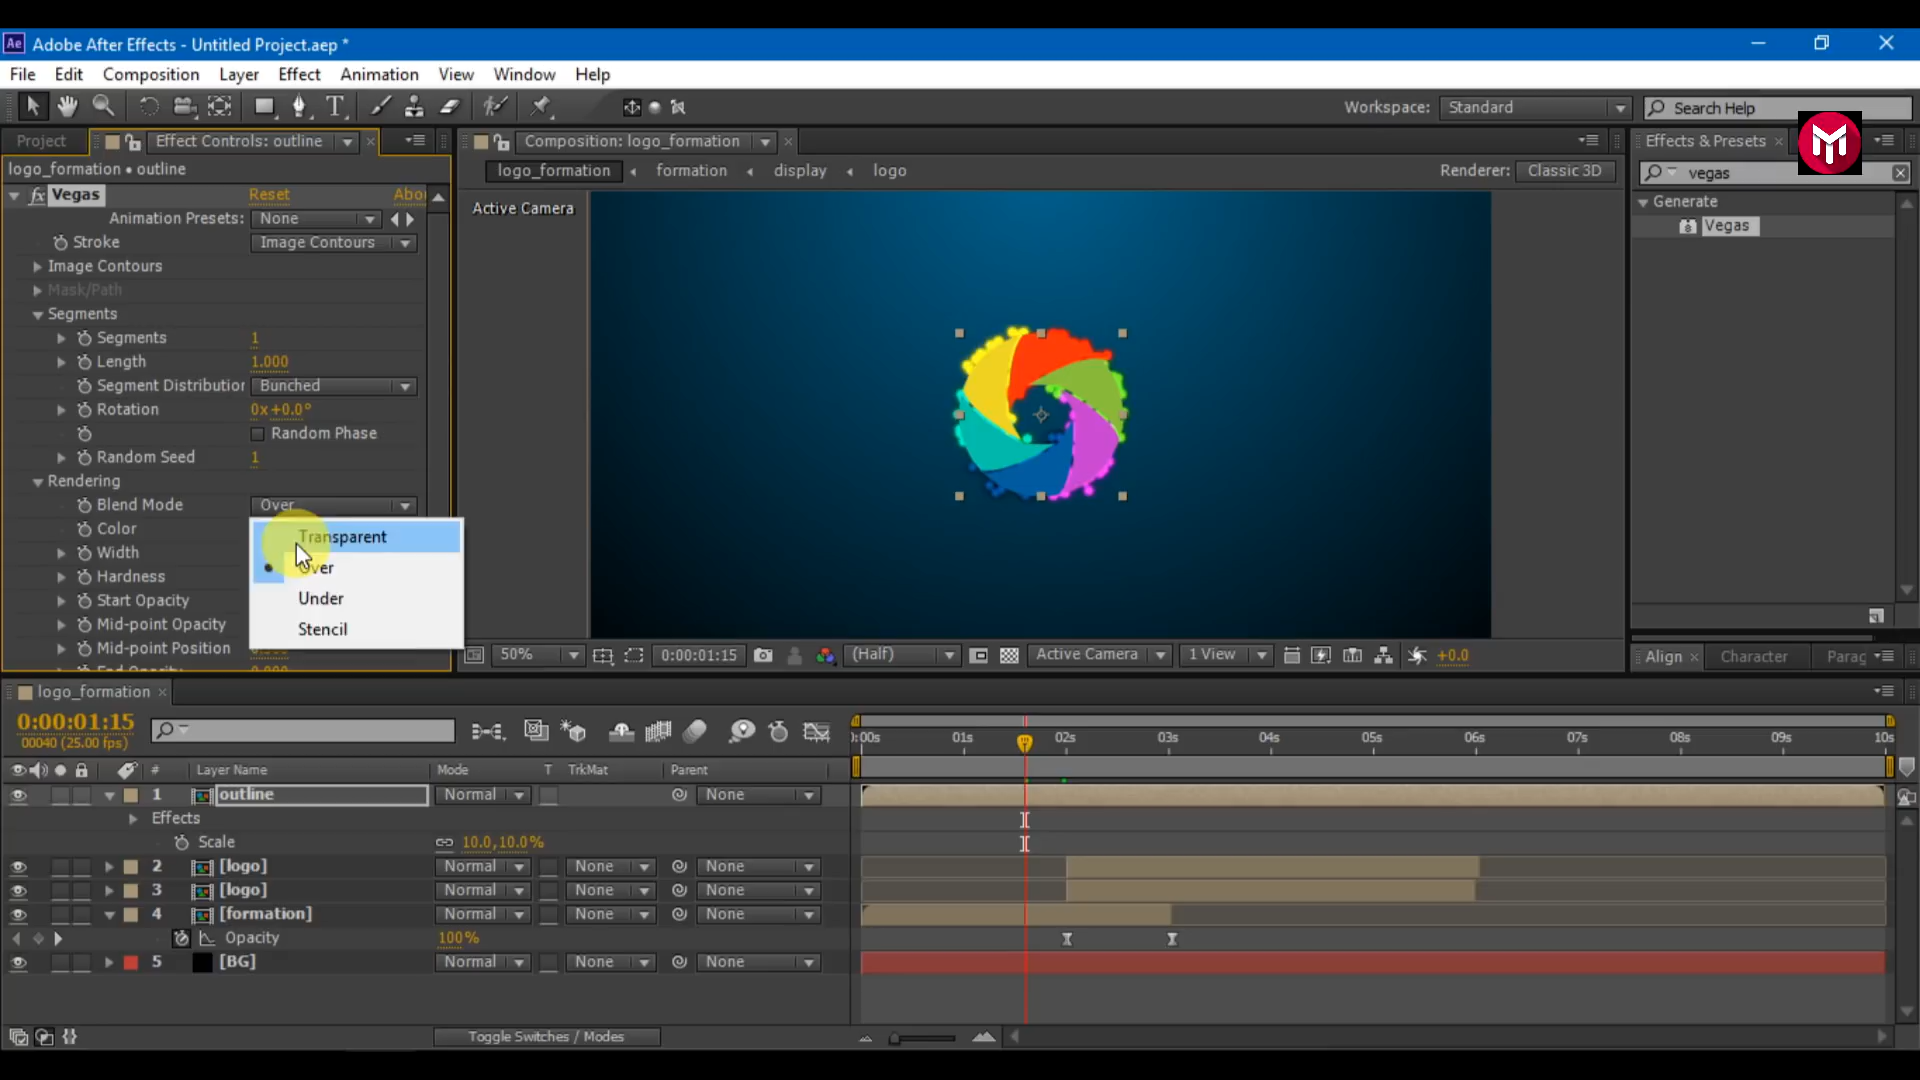 Ae Adobe After Effects - Untitled Project.aep *
File Edit Composition Layer Effect Animation View Window Help
Workspace: Standard Search Help
Project Effect Controls: outline Composition: logo_formation Effects & Presets
logo_formation • outline logo_formation formation display logo Renderer: Classic 3D vegas
fx Vegas Reset Abou Active Camera Generate
Animation Presets: None Vegas
Stroke Image Contours
Image Contours
Mask/Path
Segments
Segments 1
Length 1.000
Segment Distribution Bunched
Rotation 0x+0.0°
Random Phase
Random Seed 1
Rendering
Blend Mode Over
Color Transparent
Width Over
Hardness
Start Opacity Under
Mid-point Opacity Stencil
Mid-point Position
50% 0:00:01:15 (Half) Active Camera 1 View +0.0 Align Character Parag
logo_formation
0:00:01:15
00040 (25.00 fps)
0:00s 01s 02s 03s 04s 05s 06s 07s 08s 09s 10s
# Layer Name Mode T TrkMat Parent
1 outline Normal None
Effects
Scale 10.0,10.0%
2 [logo] Normal None None
3 [logo] Normal None None
4 [formation] Normal None None
Opacity 100%
5 [BG] Normal None None
Toggle Switches / Modes